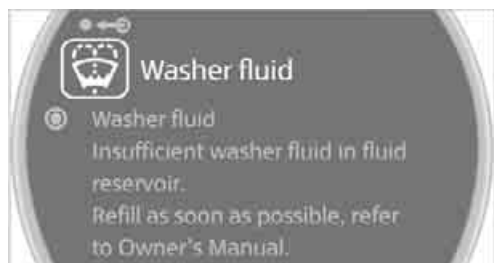 Washer fluid
Washer fluid
Insufficient washer fluid in fluid
reservoir.
Refill as soon as possible, refer
to Owner's Manual.